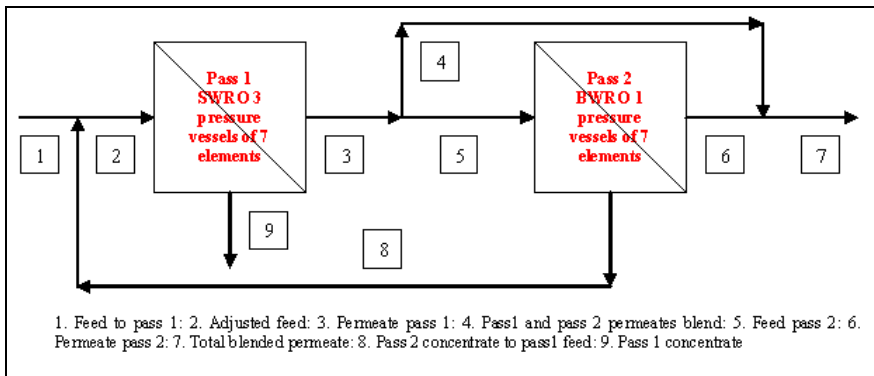 Pass 1
SWRO 3
pressure
vessels of 7
elements
Pass 2
BWRO 1
pressure
vessels of 7
elements
4
1
2
3
5
6
7
9
8
1. Feed to pass 1: 2. Adjusted feed: 3. Permeate pass 1: 4. Pass1 and pass 2 permeates blend: 5. Feed pass 2: 6.
Permeate pass 2: 7. Total blended permeate: 8. Pass 2 concentrate to pass1 feed: 9. Pass 1 concentrate